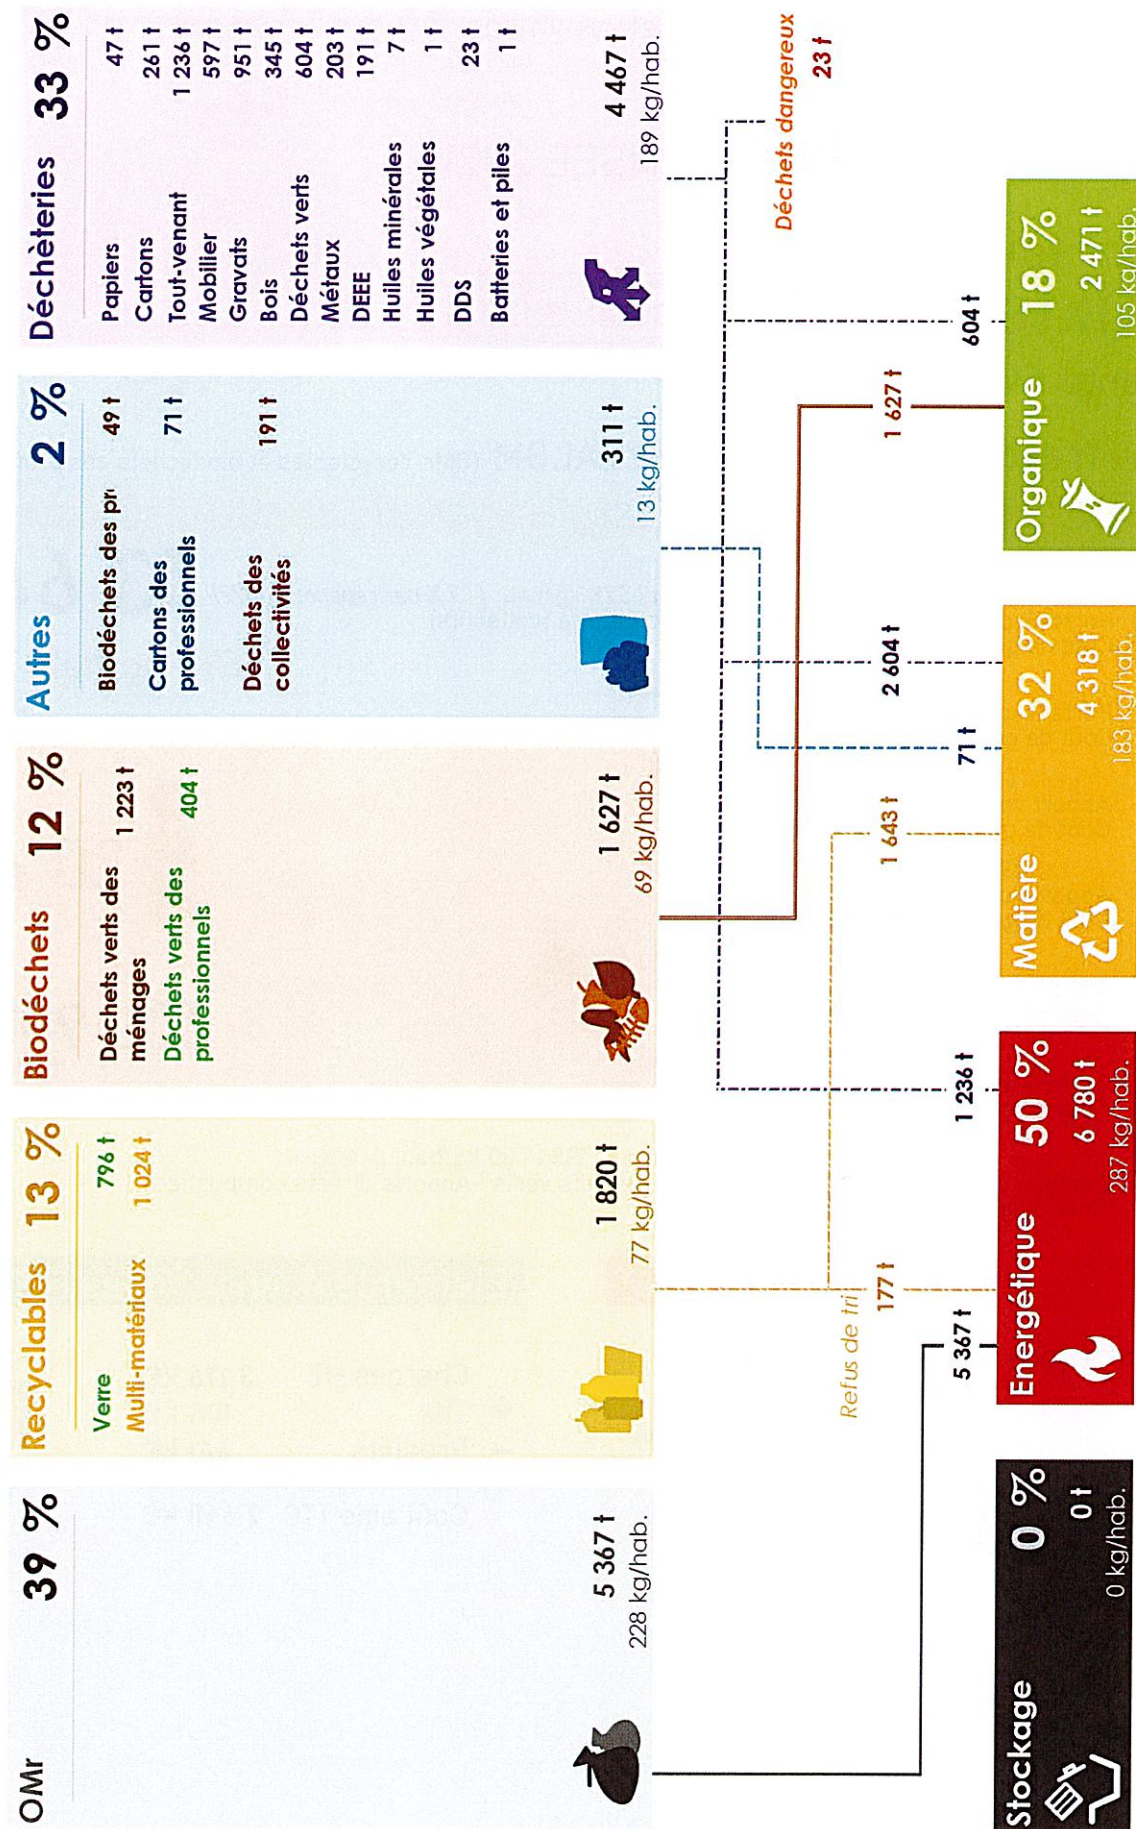 OMr 39 %
5 367 t
228 kg/hab.
Recyclables 13 %
Verre 796 t
Multi-matériaux 1 024 t
1 820 t
77 kg/hab.
Biodéchets 12 %
Déchets verts des
ménages 1 223 t
Déchets verts des
professionnels 404 t
1 627 t
69 kg/hab.
Autres 2 %
Biodéchets des pr 49 t
Cartons des
professionnels 71 t
Déchets des
collectivités 191 t
311 t
13 kg/hab.
Déchèteries 33 %
Papiers 47 t
Cartons 261 t
Tout-venant 1 236 t
Mobilier 597 t
Gravats 951 t
Bois 345 t
Déchets verts 604 t
Métaux 203 t
DEEE 191 t
Huiles minérales 7 t
Huiles végétales 1 t
DDS 23 t
Batteries et piles 1 t
4 467 t
189 kg/hab.
Déchets dangereux
23 t
Refus de tri
5 367 t
177 t
1 236 t
1 643 t
71 t
2 604 t
1 627 t
604 t
Stockage 0 %
0 t
0 kg/hab.
Energétique 50 %
6 780 t
287 kg/hab.
Matière 32 %
4 318 t
183 kg/hab.
Organique 18 %
2 471 t
105 kg/hab.